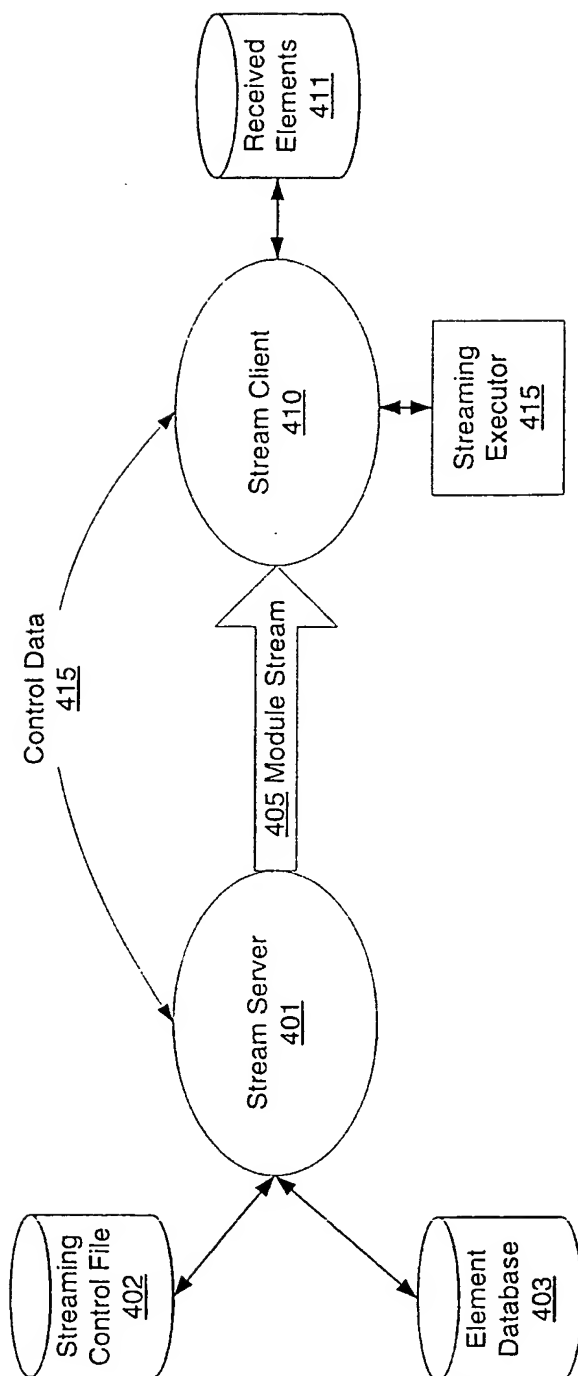 Streaming
Control File
402
Element
Database
403
Stream Server
401
Control Data
415
405 Module Stream
Stream Client
410
Streaming
Executor
415
Received
Elements
411